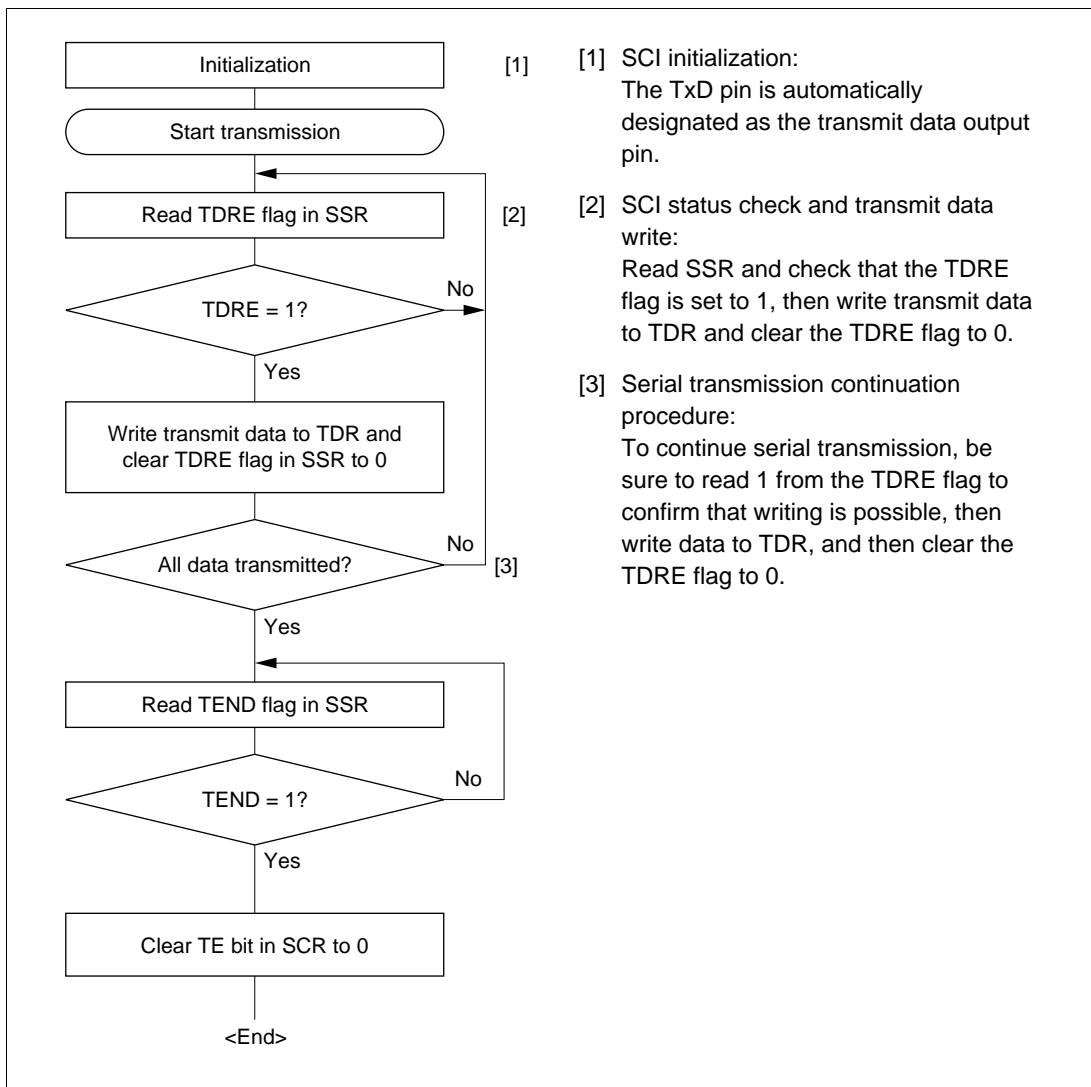 Initialization
[1]
Start transmission
Read TDRE flag in SSR
[2]
TDRE = 1?
No
Yes
Write transmit data to TDR and
clear TDRE flag in SSR to 0
All data transmitted?
No
[3]
Yes
Read TEND flag in SSR
TEND = 1?
No
Yes
Clear TE bit in SCR to 0
<End>
[1] SCI initialization:
The TxD pin is automatically
designated as the transmit data output
pin.
[2] SCI status check and transmit data
write:
Read SSR and check that the TDRE
flag is set to 1, then write transmit data
to TDR and clear the TDRE flag to 0.
[3] Serial transmission continuation
procedure:
To continue serial transmission, be
sure to read 1 from the TDRE flag to
confirm that writing is possible, then
write data to TDR, and then clear the
TDRE flag to 0.